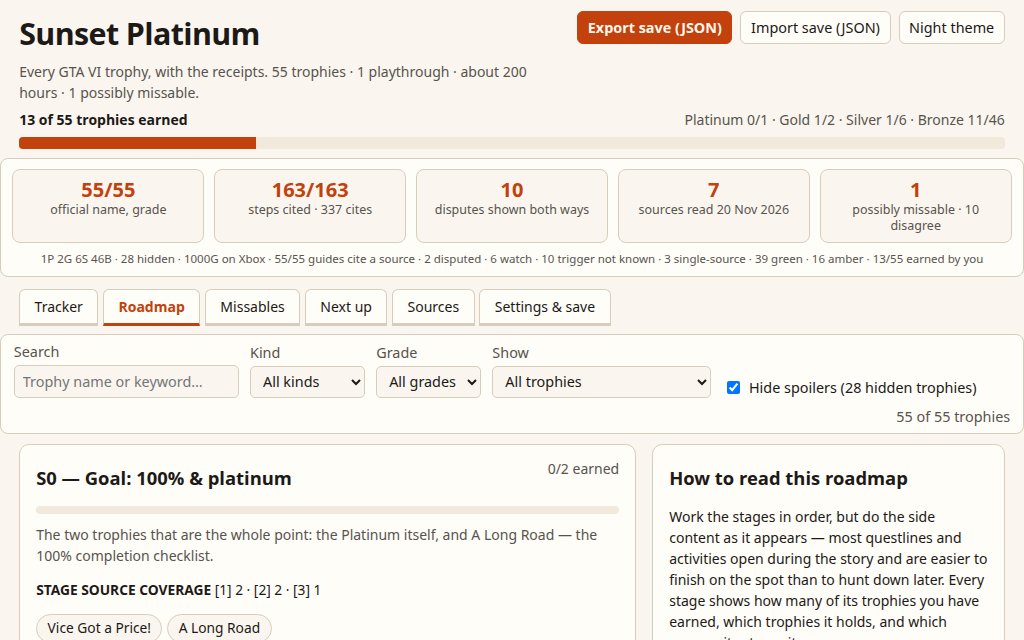 Sunset Platinum
Export save (JSON)
Import save (JSON)
Night theme
Every GTA VI trophy, with the receipts. 55 trophies · 1 playthrough · about 200
hours · 1 possibly missable.
13 of 55 trophies earned
Platinum 0/1 · Gold 1/2 · Silver 1/6 · Bronze 11/46
55/55
official name, grade
163/163
steps cited · 337 cites
10
disputes shown both ways
7
sources read 20 Nov 2026
1
possibly missable · 10
disagree
1P 2G 6S 46B · 28 hidden · 1000G on Xbox · 55/55 guides cite a source · 2 disputed · 6 watch · 10 trigger not known · 3 single-source · 39 green · 16 amber · 13/55 earned by you
Tracker
Roadmap
Missables
Next up
Sources
Settings & save
Search
Kind
Grade
Show
Trophy name or keyword...
All kinds
All grades
All trophies
Hide spoilers (28 hidden trophies)
55 of 55 trophies
S0 — Goal: 100% & platinum
0/2 earned
The two trophies that are the whole point: the Platinum itself, and A Long Road — the
100% completion checklist.
STAGE SOURCE COVERAGE [1] 2 · [2] 2 · [3] 1
Vice Got a Price!
A Long Road
How to read this roadmap
Work the stages in order, but do the side
content as it appears — most questlines and
activities open during the story and are easier to
finish on the spot than to hunt down later. Every
stage shows how many of its trophies you have
earned, which trophies it holds, and which